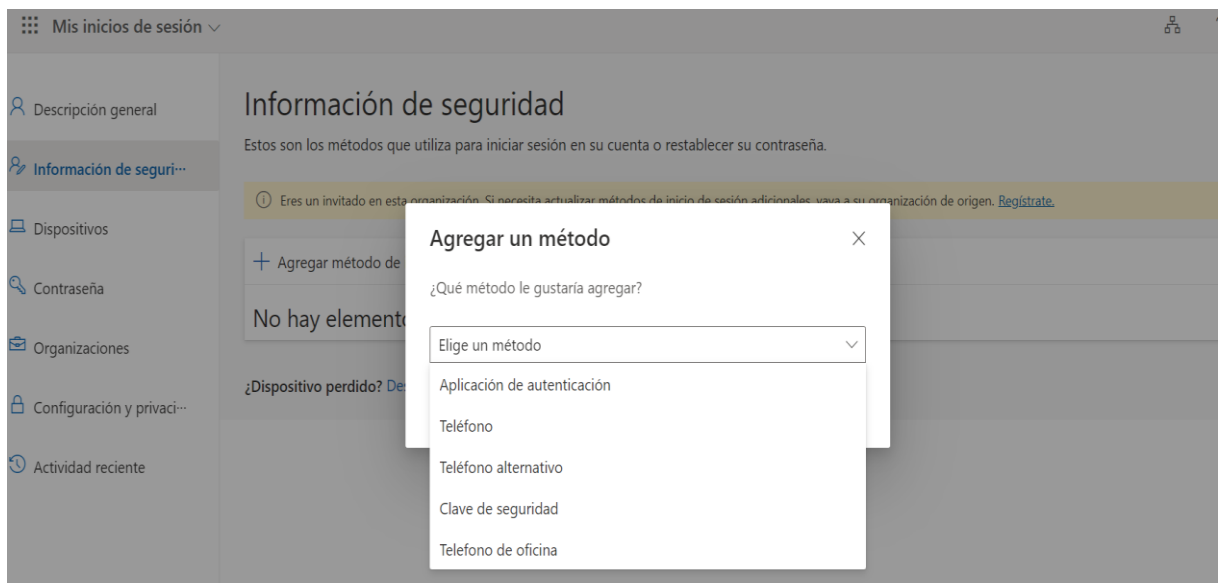 Mis inicios de sesión
Descripción general
Información de seguri...
Dispositivos
Contraseña
Organizaciones
Configuración y privaci...
Actividad reciente
Información de seguridad
Estos son los métodos que utiliza para iniciar sesión en su cuenta o restablecer su contraseña.
Eres un invitado en esta organización. Si necesita actualizar métodos de inicio de sesión adicionales, vaya a su organización de origen. Regístrate.
Agregar método de
No hay elemento
¿Dispositivo perdido? De
Agregar un método
¿Qué método le gustaría agregar?
Elige un método
Aplicación de autenticación
Teléfono
Teléfono alternativo
Clave de seguridad
Telefono de oficina